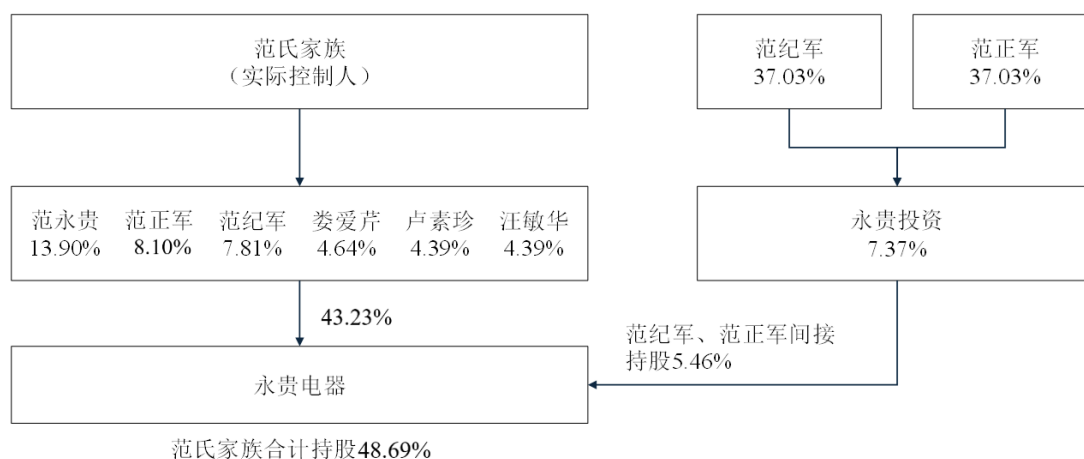 范氏家族
（实际控制人）
范纪军
37.03%
范正军
37.03%
范永贵 范正军 范纪军 娄爱芹 卢素珍 汪敏华
13.90% 8.10% 7.81% 4.64% 4.39% 4.39%
永贵投资
7.37%
43.23%
范纪军、范正军间接
持股5.46%
永贵电器
范氏家族合计持股48.69%